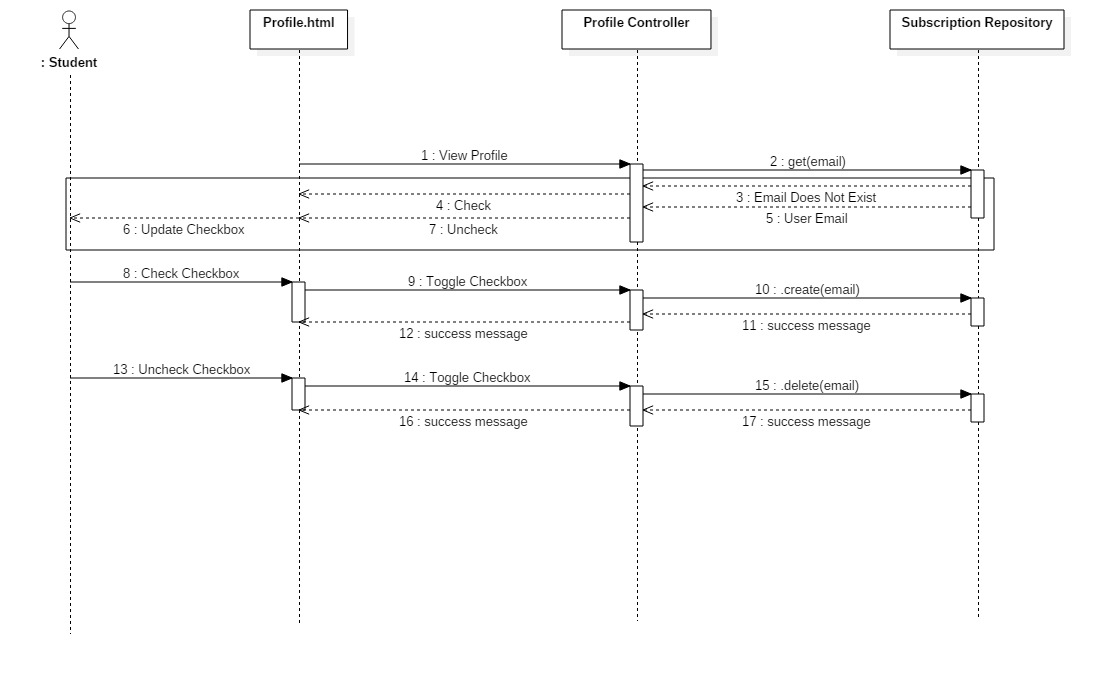 Profile.html
Profile Controller
Subscription Repository
: Student
1 : View Profile
2 : get(email)
3 : Email Does Not Exist
4 : Check
5 : User Email
6 : Update Checkbox
7 : Uncheck
8 : Check Checkbox
9 : Toggle Checkbox
10 : .create(email)
11 : success message
12 : success message
13 : Uncheck Checkbox
14 : Toggle Checkbox
15 : .delete(email)
16 : success message
17 : success message